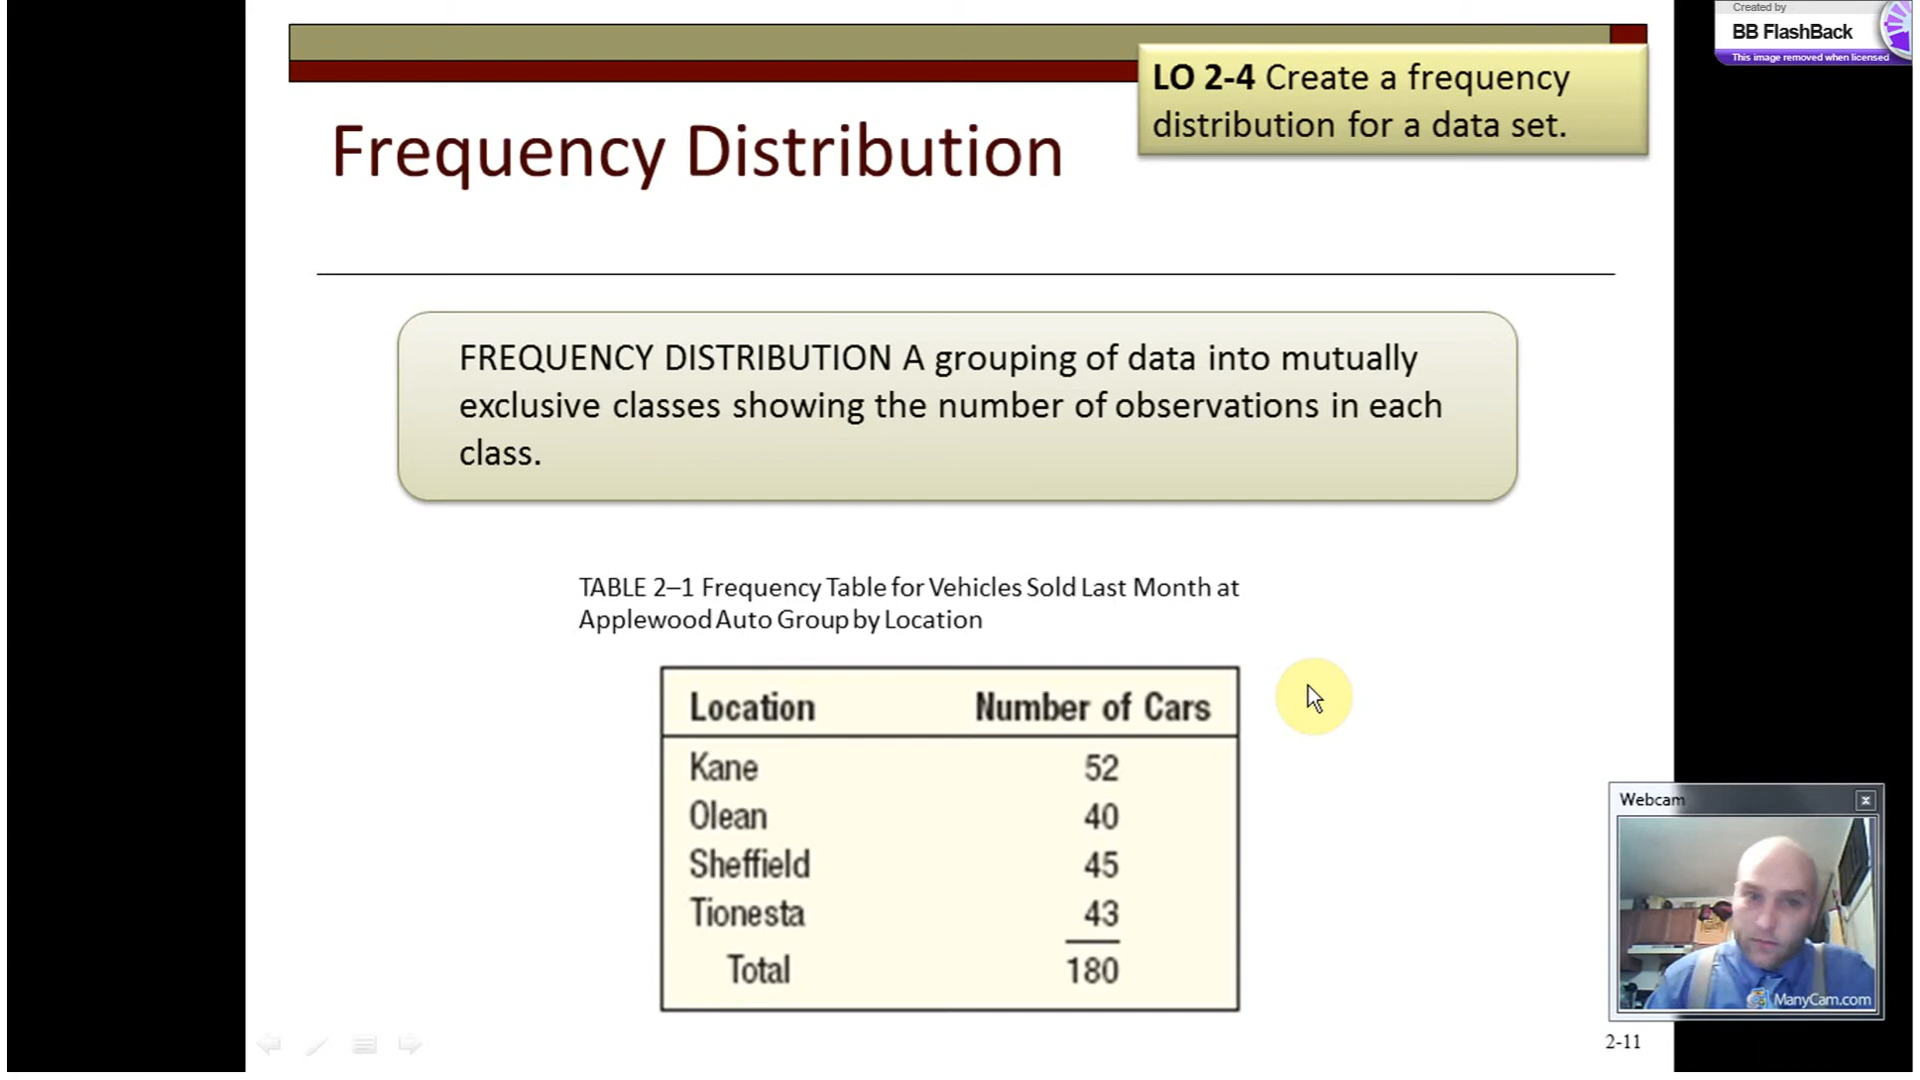 Created by
BB FlashBack
This image removed when licensed
LO 2-4 Create a frequency
distribution for a data set.
Frequency Distribution
FREQUENCY DISTRIBUTION A grouping of data into mutually
exclusive classes showing the number of observations in each
class.
TABLE 2–1 Frequency Table for Vehicles Sold Last Month at
Applewood Auto Group by Location
Location Number of Cars
Kane 52
Olean 40
Sheffield 45
Tionesta 43
Total 180
Webcam
ManyCam.com
2-11